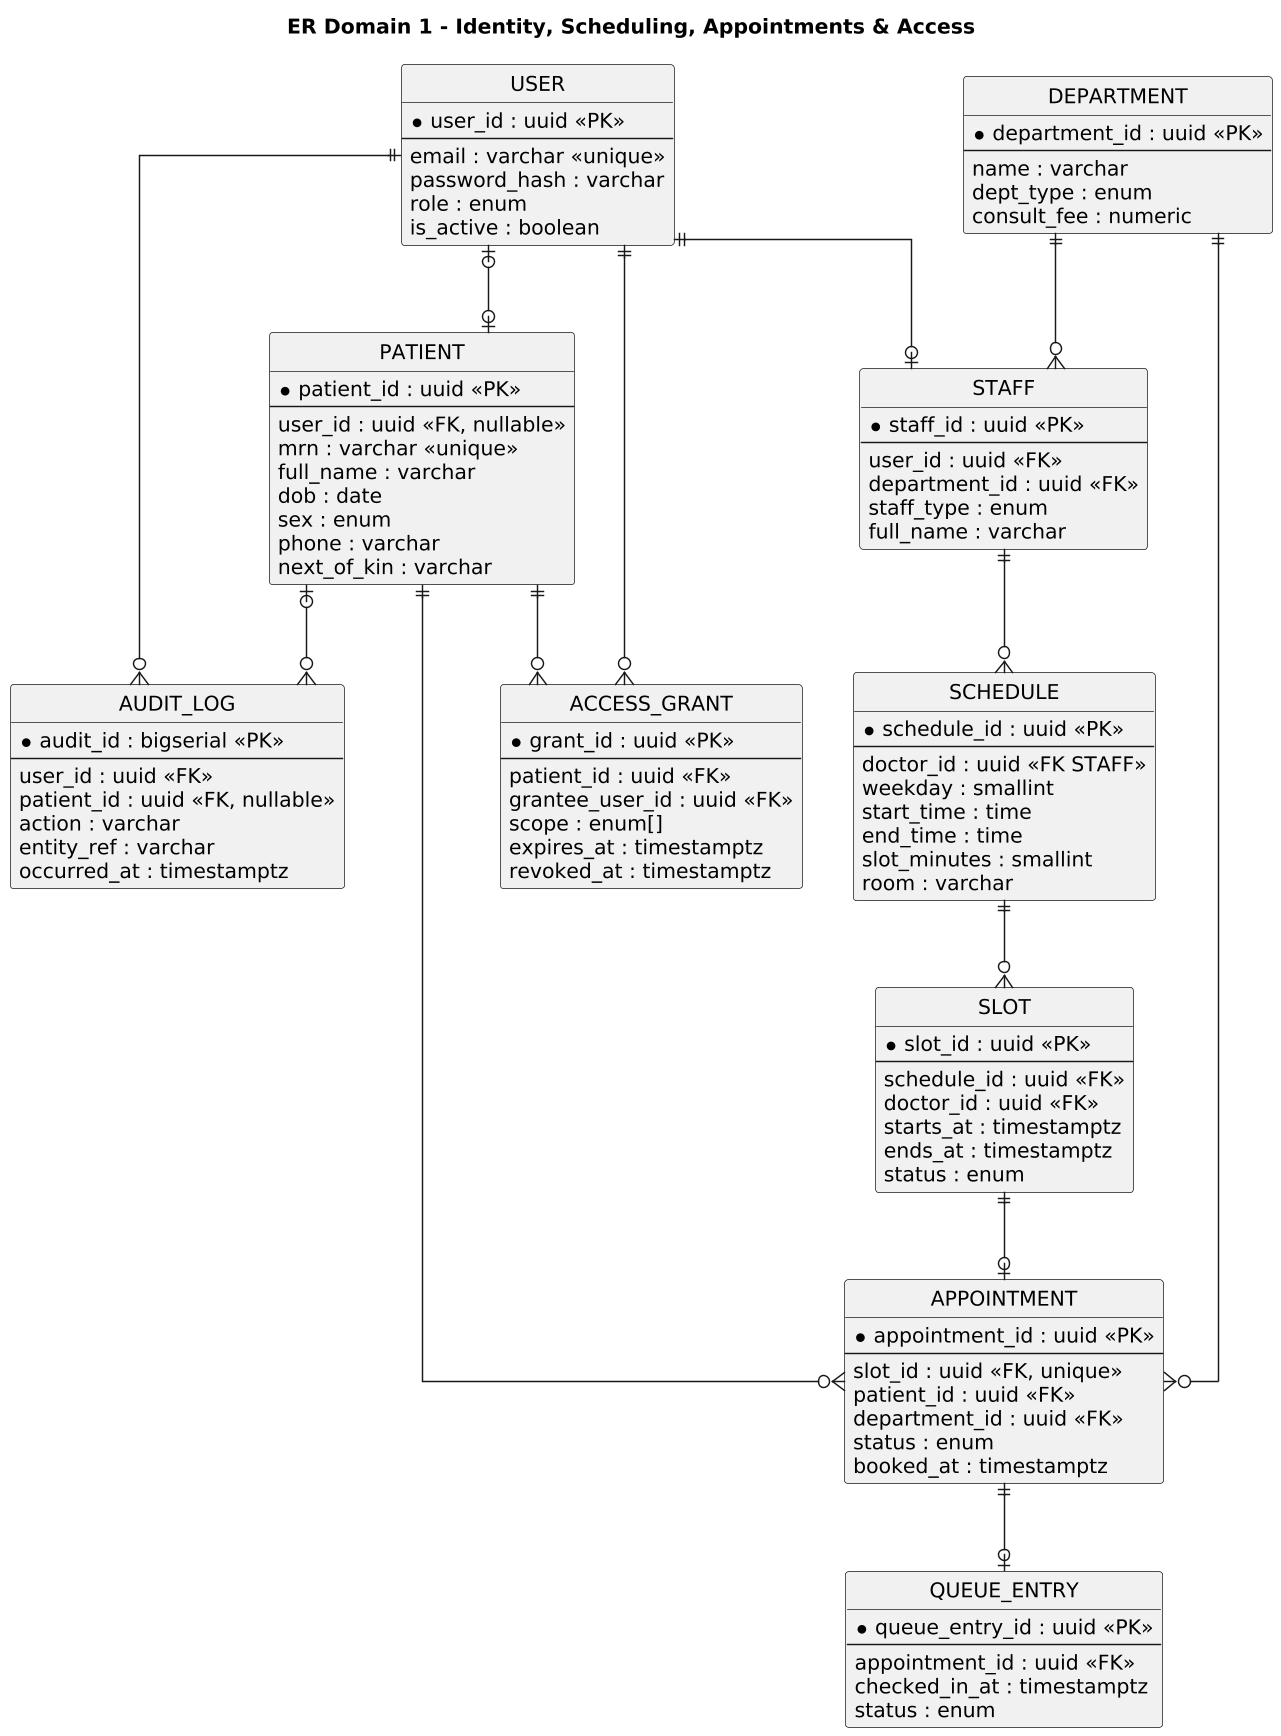 ER Domain 1 - Identity, Scheduling, Appointments & Access
USER
user_id : uuid «PK»
email : varchar «unique»
password_hash : varchar
role : enum
is_active : boolean
DEPARTMENT
department_id : uuid «PK»
name : varchar
dept_type : enum
consult_fee : numeric
PATIENT
patient_id : uuid «PK»
user_id : uuid «FK, nullable»
mrn : varchar «unique»
full_name : varchar
dob : date
sex : enum
phone : varchar
next_of_kin : varchar
STAFF
staff_id : uuid «PK»
user_id : uuid «FK»
department_id : uuid «FK»
staff_type : enum
full_name : varchar
AUDIT_LOG
audit_id : bigserial «PK»
user_id : uuid «FK»
patient_id : uuid «FK, nullable»
action : varchar
entity_ref : varchar
occurred_at : timestamptz
ACCESS_GRANT
grant_id : uuid «PK»
patient_id : uuid «FK»
grantee_user_id : uuid «FK»
scope : enum[]
expires_at : timestamptz
revoked_at : timestamptz
SCHEDULE
schedule_id : uuid «PK»
doctor_id : uuid «FK STAFF»
weekday : smallint
start_time : time
end_time : time
slot_minutes : smallint
room : varchar
SLOT
slot_id : uuid «PK»
schedule_id : uuid «FK»
doctor_id : uuid «FK»
starts_at : timestamptz
ends_at : timestamptz
status : enum
APPOINTMENT
appointment_id : uuid «PK»
slot_id : uuid «FK, unique»
patient_id : uuid «FK»
department_id : uuid «FK»
status : enum
booked_at : timestamptz
QUEUE_ENTRY
queue_entry_id : uuid «PK»
appointment_id : uuid «FK»
checked_in_at : timestamptz
status : enum